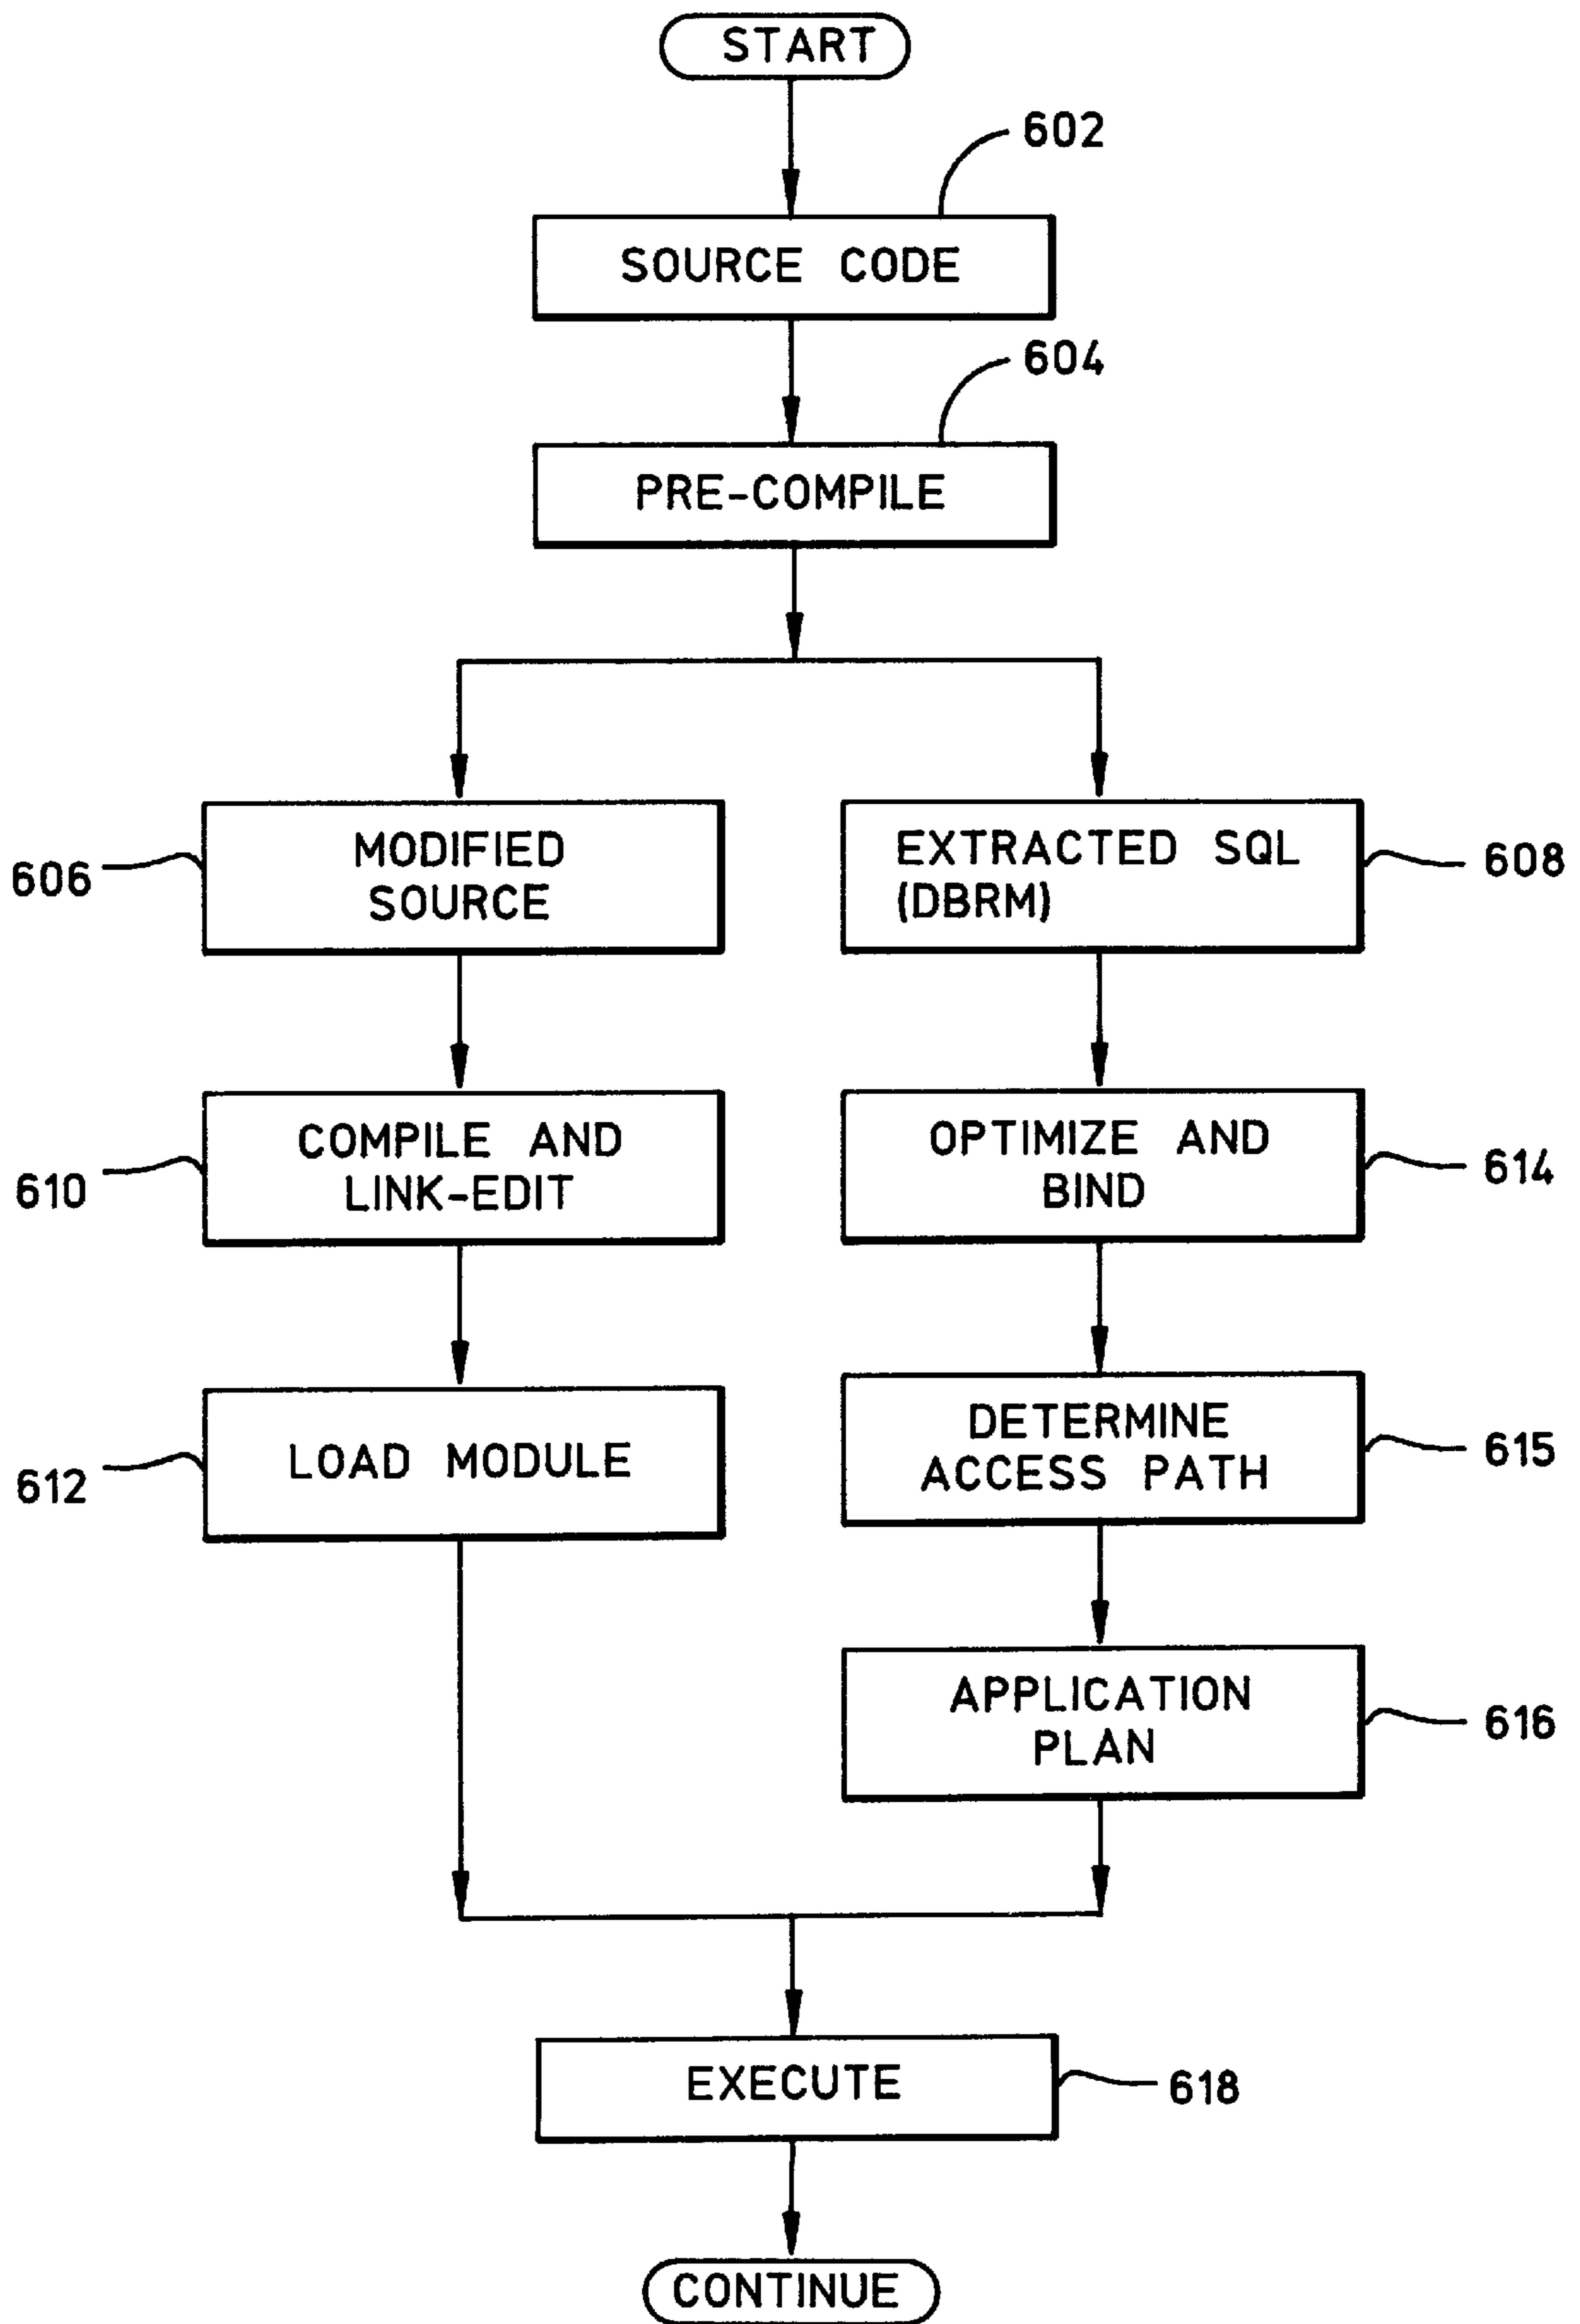 START
602
SOURCE CODE
604
PRE-COMPILE
606
MODIFIED
SOURCE
EXTRACTED SQL
(DBRM)
608
610
COMPILE AND
LINK-EDIT
OPTIMIZE AND
BIND
614
612
LOAD MODULE
DETERMINE
ACCESS PATH
615
APPLICATION
PLAN
616
EXECUTE
618
CONTINUE